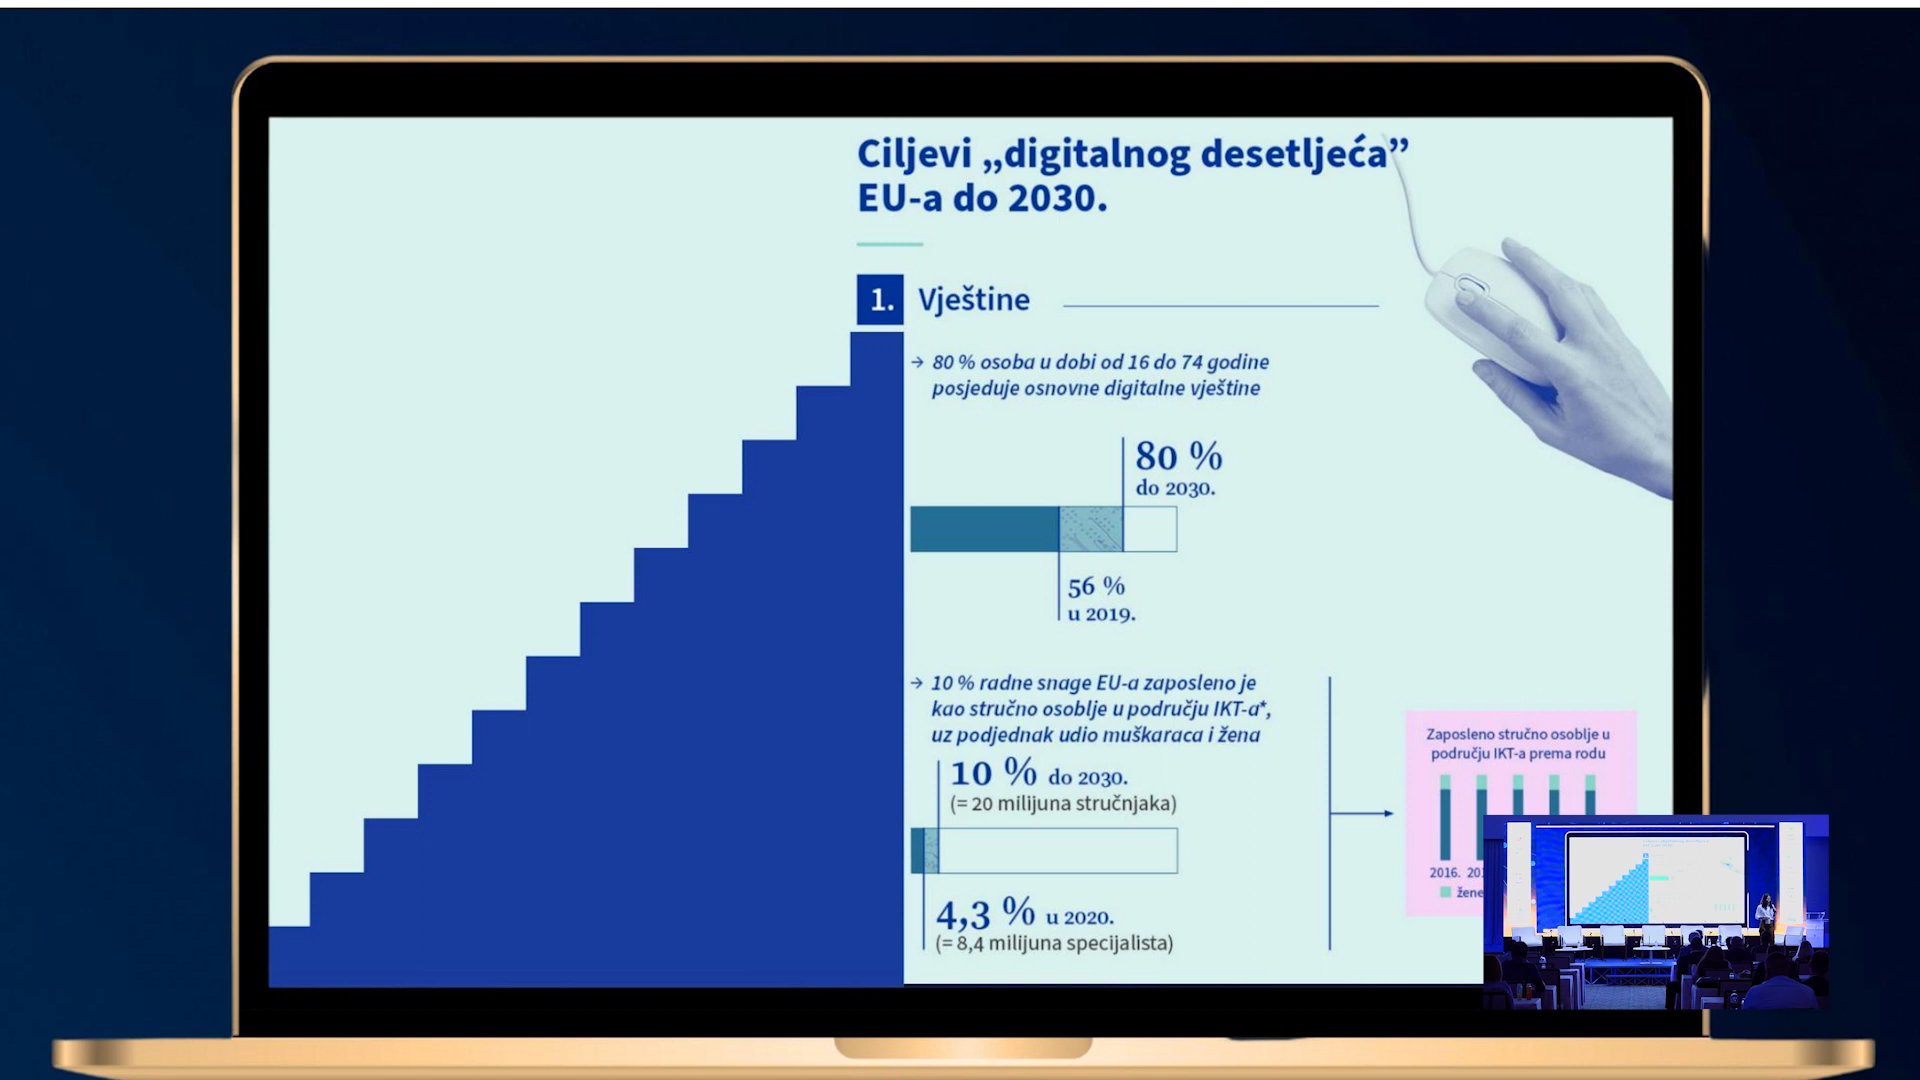 Ciljevi „digitalnog desetljeća”
EU-a do 2030.
1. Vještine
→ 80 % osoba u dobi od 16 do 74 godine
posjeduje osnovne digitalne vještine
80 %
do 2030.
56 %
u 2019.
→ 10 % radne snage EU-a zaposleno je
kao stručno osoblje u području IKT-a*,
uz podjednak udio muškaraca i žena
10 % do 2030.
(= 20 milijuna stručnjaka)
4,3 % u 2020.
(= 8,4 milijuna specijalista)
Zaposleno stručno osoblje u
području IKT-a prema rodu
2016.
žene